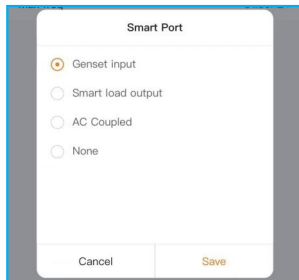 Smart Port
Genset input
Smart load output
AC Coupled
None
Cancel
Save